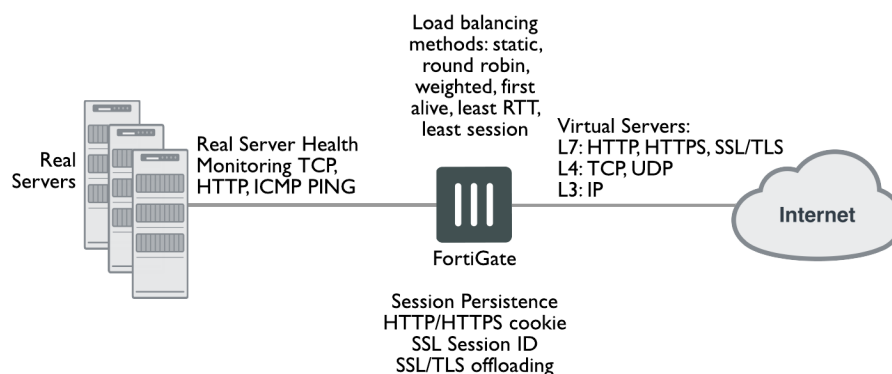 Load balancing
methods: static,
round robin,
weighted, first
alive, least RTT,
least session
Real
Servers
Real Server Health
Monitoring TCP,
HTTP, ICMP PING
Virtual Servers:
L7: HTTP, HTTPS, SSL/TLS
L4: TCP, UDP
L3: IP
Internet
FortiGate
Session Persistence
HTTP/HTTPS cookie
SSL Session ID
SSL/TLS offloading